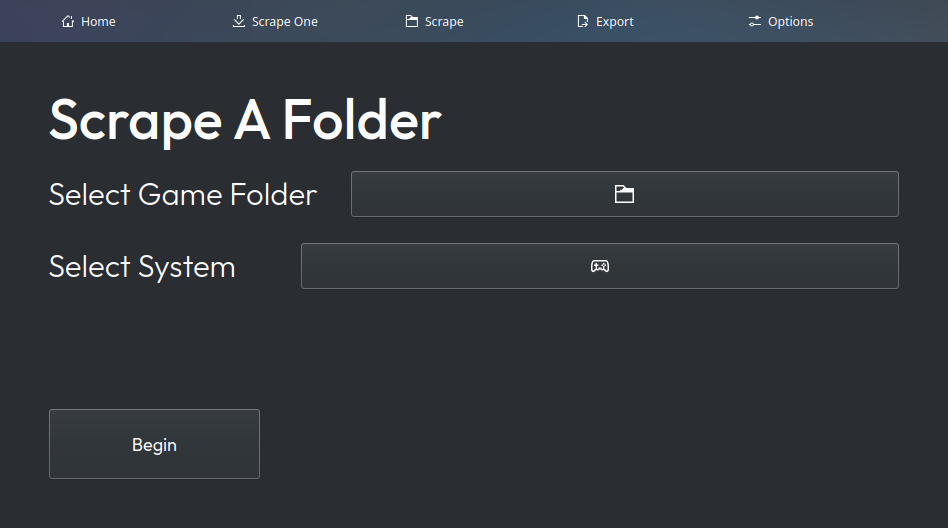 Home
Scrape One
Scrape
Export
Options
Scrape A Folder
Select Game Folder
Select System
Begin